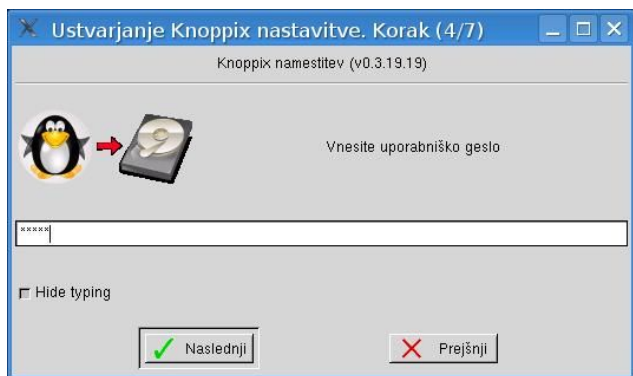 Ustvarjanje Knoppix nastavitve. Korak (4/7)
Knoppix namestitev (v0.3.19.19)
Vnesite uporabniško geslo
*****
Hide typing
Naslednji
Prejšnji